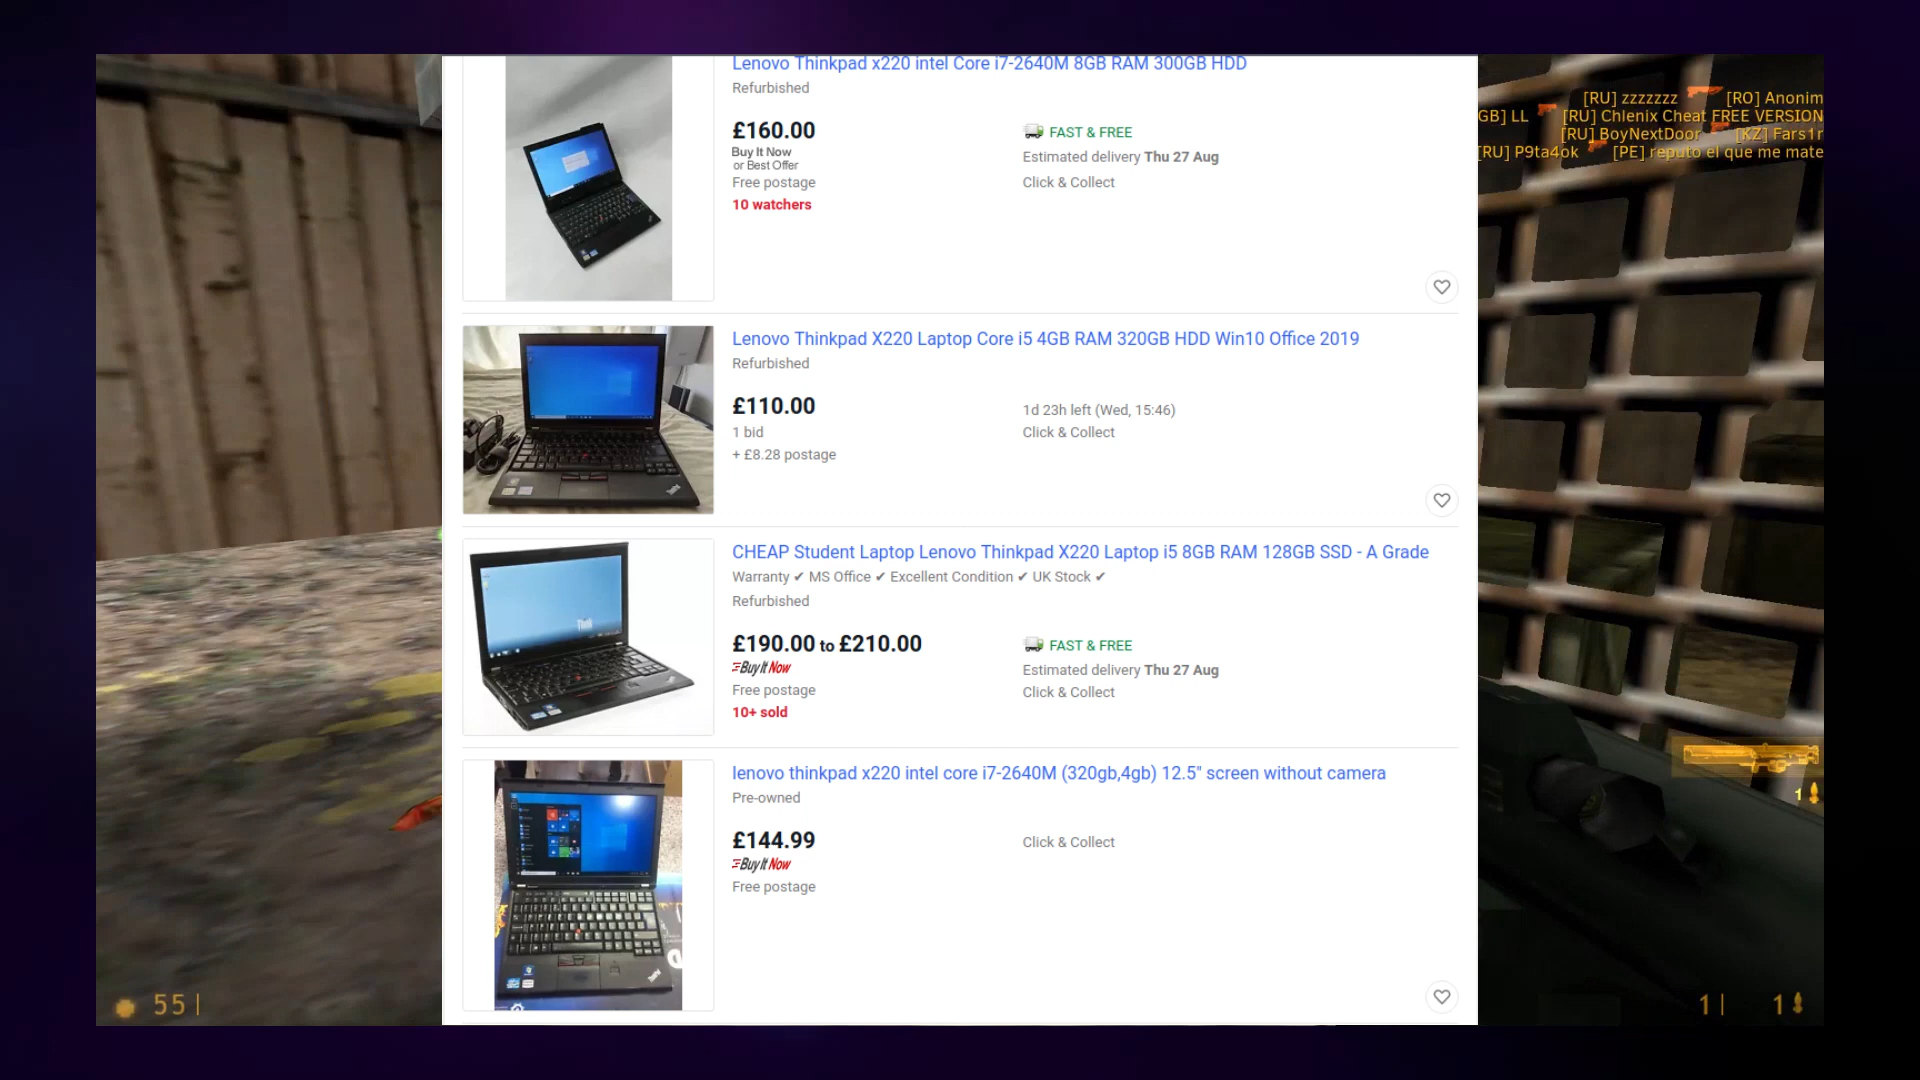 Lenovo Thinkpad x220 intel Core i7-2640M 8GB RAM 300GB HDD
Refurbished
£160.00
Buy It Now
or Best Offer
Free postage
10 watchers
FAST & FREE
Estimated delivery Thu 27 Aug
Click & Collect
Lenovo Thinkpad X220 Laptop Core i5 4GB RAM 320GB HDD Win10 Office 2019
Refurbished
£110.00
1 bid
+ £8.28 postage
1d 23h left (Wed, 15:46)
Click & Collect
CHEAP Student Laptop Lenovo Thinkpad X220 Laptop i5 8GB RAM 128GB SSD - A Grade
Warranty ✔ MS Office ✔ Excellent Condition ✔ UK Stock ✔
Refurbished
£190.00 to £210.00
Buy It Now
Free postage
10+ sold
FAST & FREE
Estimated delivery Thu 27 Aug
Click & Collect
lenovo thinkpad x220 intel core i7-2640M (320gb,4gb) 12.5" screen without camera
Pre-owned
£144.99
Buy It Now
Free postage
Click & Collect
[RU] zzzzzzz [RO] Anonim
GB] LL [RU] Chlenix Cheat FREE VERSION
[RU] BoyNextDoor [KZ] Fars1r
[RU] P9ta4ok [PE] reputo el que me mate
1
55|
1| 1